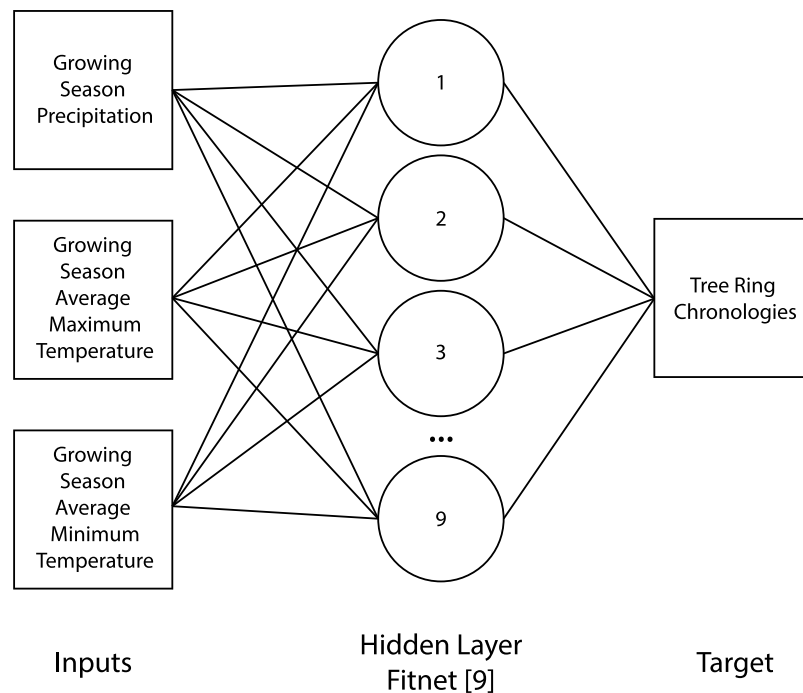 Growing
Season
Precipitation
Growing
Season
Average
Maximum
Temperature
Growing
Season
Average
Minimum
Temperature
1
2
3
...
9
Tree Ring
Chronologies
Inputs
Hidden Layer
Fitnet [9]
Target